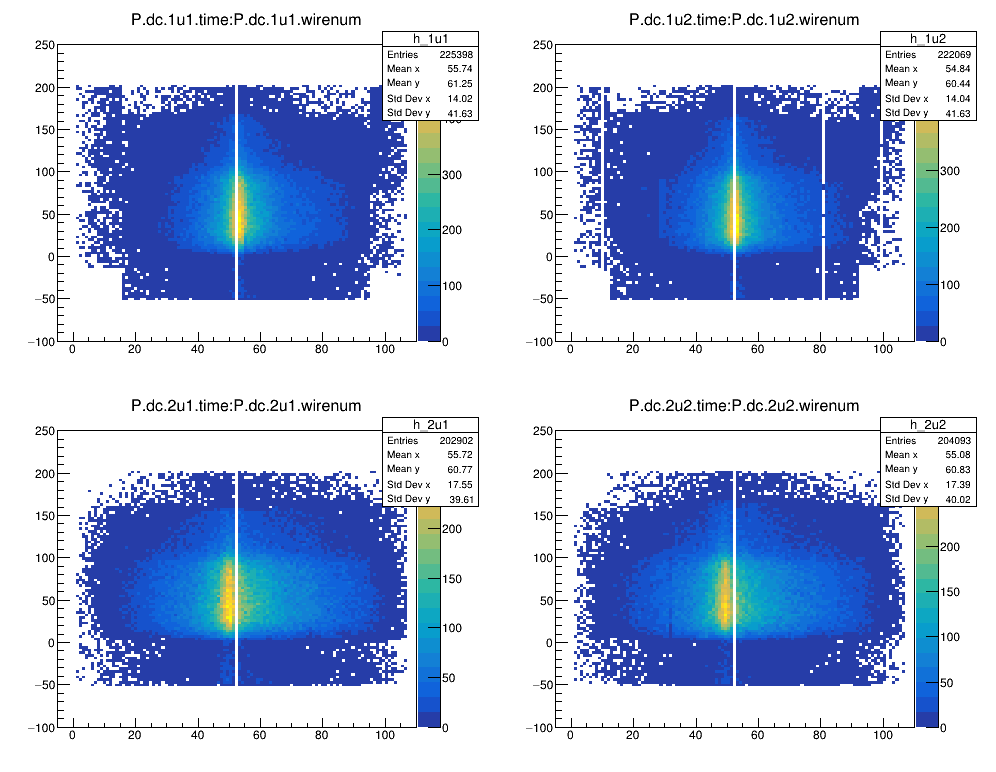 P.dc.1u1.time:P.dc.1u1.wirenum
h_1u1
Entries 225398
Mean x 55.74
Mean y 61.25
Std Dev x 14.02
Std Dev y 41.63
250
200
150
100
50
0
−50
−100
0 20 40 60 80 100
300
200
100
0
P.dc.1u2.time:P.dc.1u2.wirenum
h_1u2
Entries 222069
Mean x 54.84
Mean y 60.44
Std Dev x 14.04
Std Dev y 41.63
250
200
150
100
50
0
−50
−100
0 20 40 60 80 100
300
200
100
0
P.dc.2u1.time:P.dc.2u1.wirenum
h_2u1
Entries 202902
Mean x 55.72
Mean y 60.77
Std Dev x 17.55
Std Dev y 39.61
250
200
150
100
50
0
−50
−100
0 20 40 60 80 100
200
150
100
50
0
P.dc.2u2.time:P.dc.2u2.wirenum
h_2u2
Entries 204093
Mean x 55.08
Mean y 60.83
Std Dev x 17.39
Std Dev y 40.02
250
200
150
100
50
0
−50
−100
0 20 40 60 80 100
200
150
100
50
0